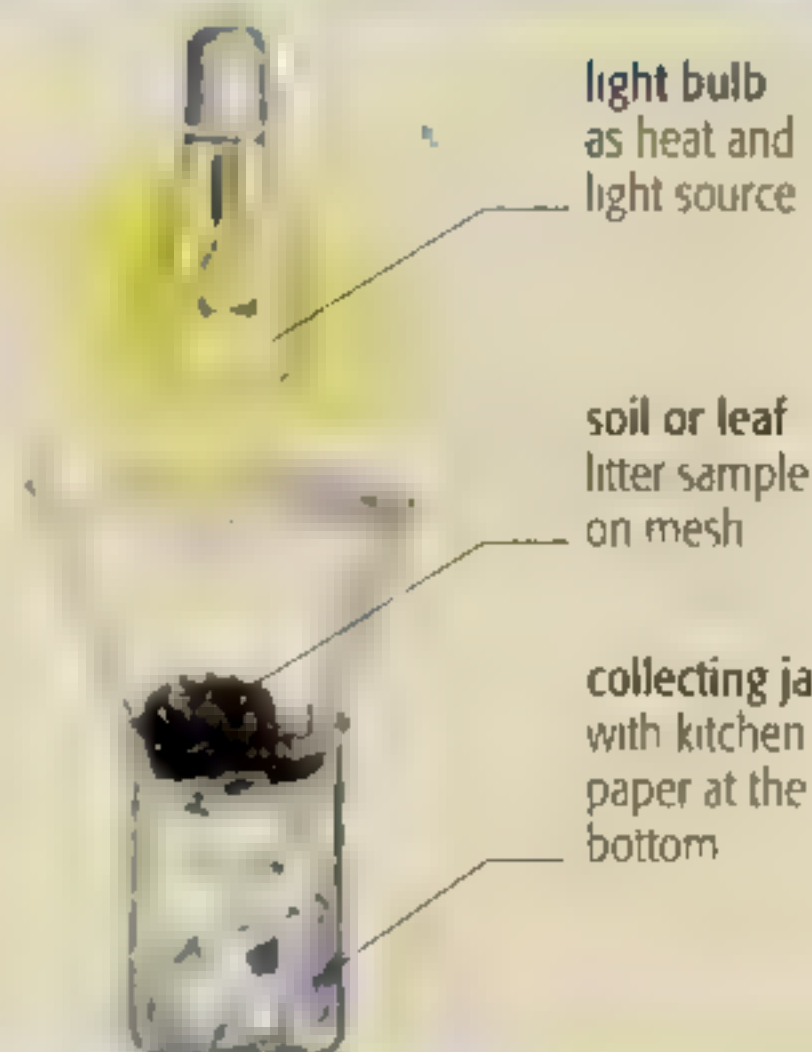 light bulb
as heat and
light source
soil or leaf
litter sample
on mesh
collecting ja
with kitchen
paper at the
bottom